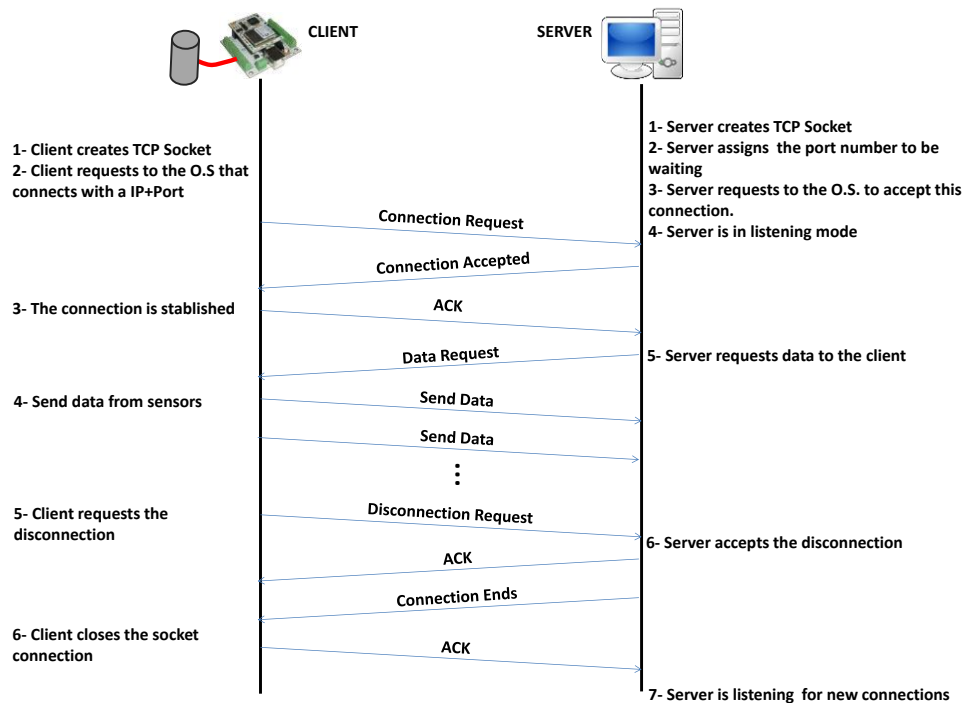 CLIENT
SERVER
1- Client creates TCP Socket
2- Client requests to the O.S that
connects with a IP+Port
1- Server creates TCP Socket
2- Server assigns the port number to be
waiting
3- Server requests to the O.S. to accept this
connection.
4- Server is in listening mode
Connection Request
Connection Accepted
3- The connection is stablished
ACK
Data Request
5- Server requests data to the client
4- Send data from sensors
Send Data
Send Data
⋮
5- Client requests the
disconnection
Disconnection Request
6- Server accepts the disconnection
ACK
Connection Ends
6- Client closes the socket
connection
ACK
7- Server is listening for new connections